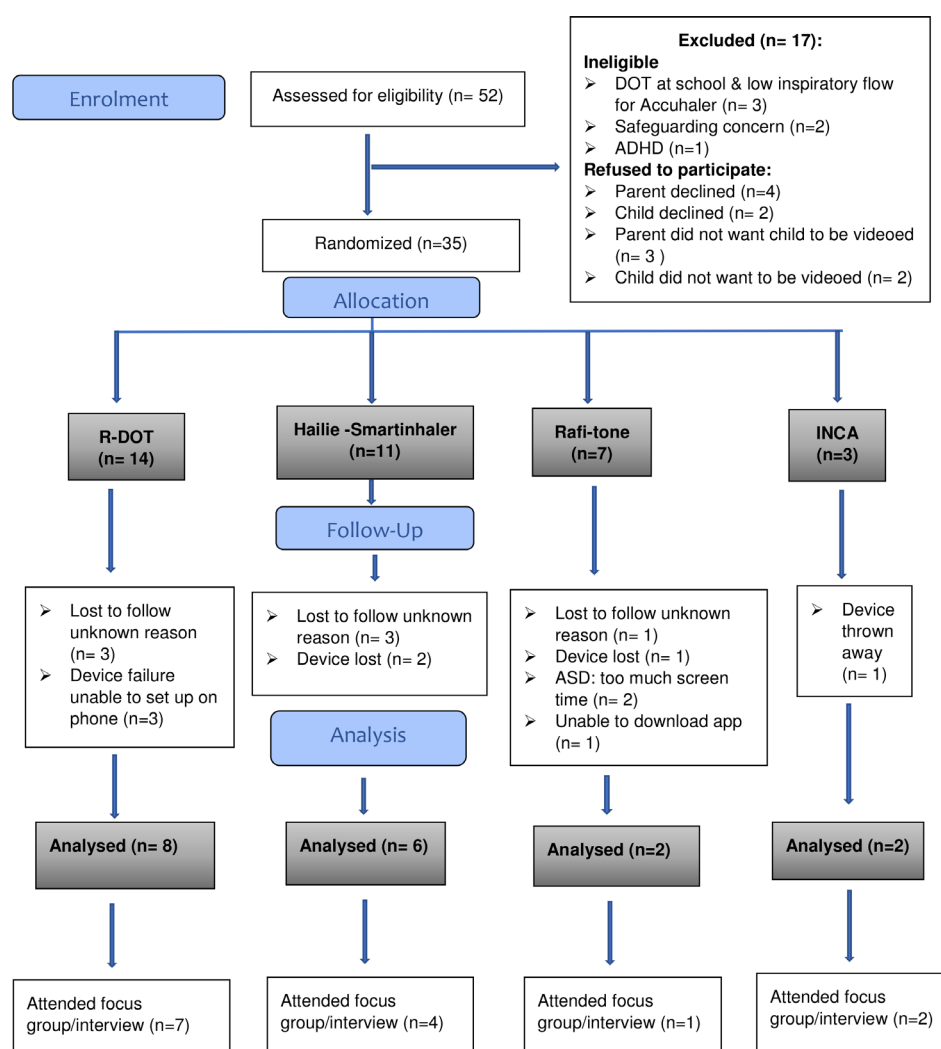 Enrolment
Assessed for eligibility (n= 52)
Excluded (n= 17):
Ineligible
➢ DOT at school & low inspiratory flow
for Accuhaler (n= 3)
➢ Safeguarding concern (n=2)
➢ ADHD (n=1)
Refused to participate:
➢ Parent declined (n=4)
➢ Child declined (n= 2)
➢ Parent did not want child to be videoed
(n= 3 )
➢ Child did not want to be videoed (n= 2)
Randomized (n=35)
Allocation
R-DOT
(n= 14)
Hailie -Smartinhaler
(n=11)
Rafi-tone
(n=7)
INCA
(n=3)
Follow-Up
➢ Lost to follow
unknown reason
(n= 3)
➢ Device failure
unable to set up on
phone (n=3)
➢ Lost to follow unknown
reason (n= 3)
➢ Device lost (n= 2)
➢ Lost to follow unknown
reason (n= 1)
➢ Device lost (n= 1)
➢ ASD: too much screen
time (n= 2)
➢ Unable to download app
(n= 1)
➢ Device
thrown
away
(n= 1)
Analysis
Analysed (n= 8)
Analysed (n= 6)
Analysed (n=2)
Analysed (n=2)
Attended focus
group/interview (n=7)
Attended focus
group/interview (n=4)
Attended focus
group/interview (n=1)
Attended focus
group/interview (n=2)